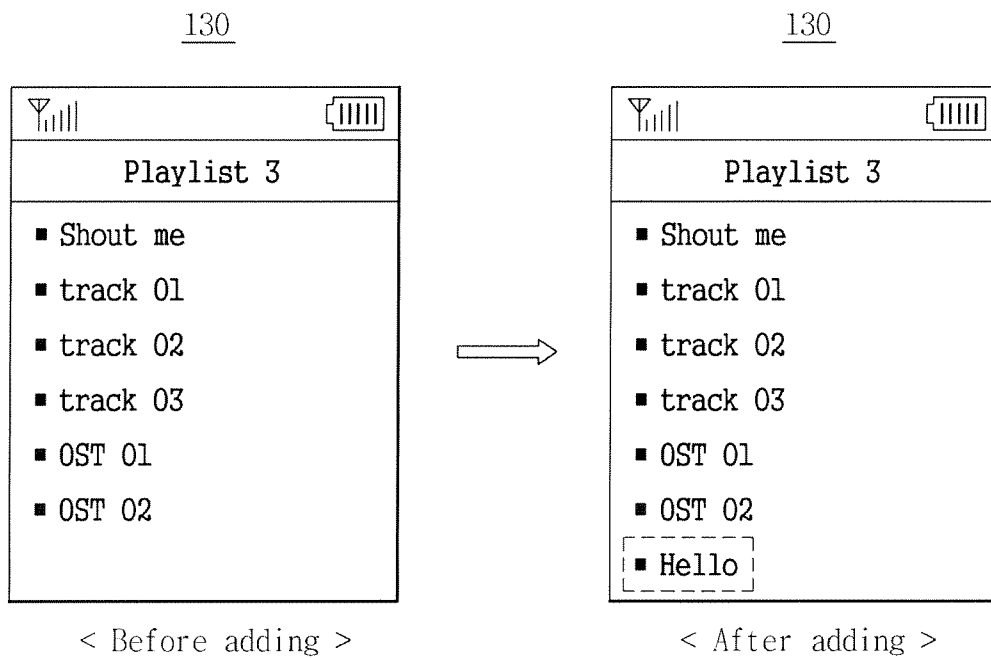 130
Playlist 3
▪ Shout me
▪ track 01
▪ track 02
▪ track 03
▪ OST 01
▪ OST 02
< Before adding >
130
Playlist 3
▪ Shout me
▪ track 01
▪ track 02
▪ track 03
▪ OST 01
▪ OST 02
▪ Hello
< After adding >